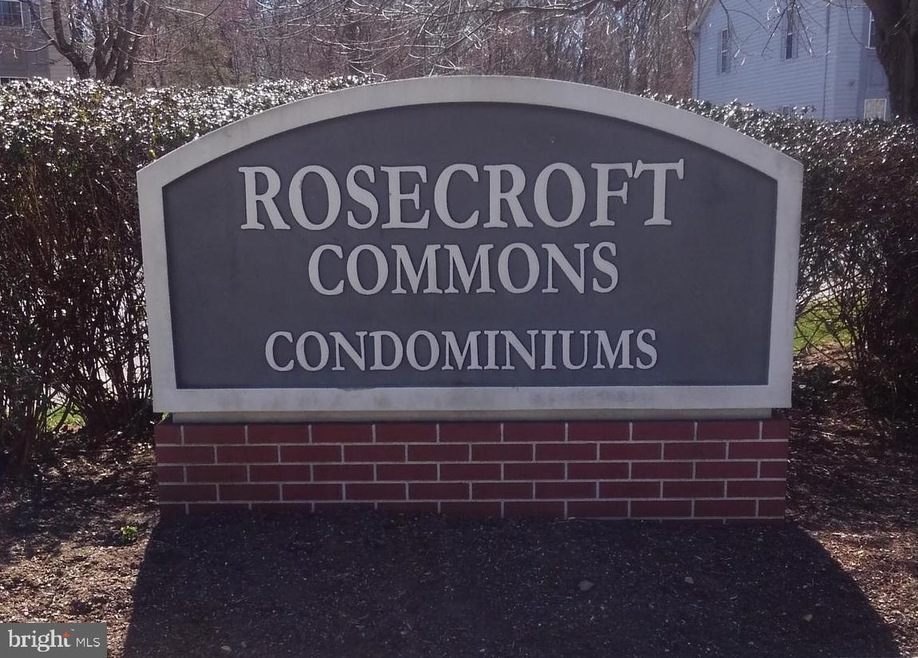 ROSECROFT
COMMONS
CONDOMINIUMS
bright MLS